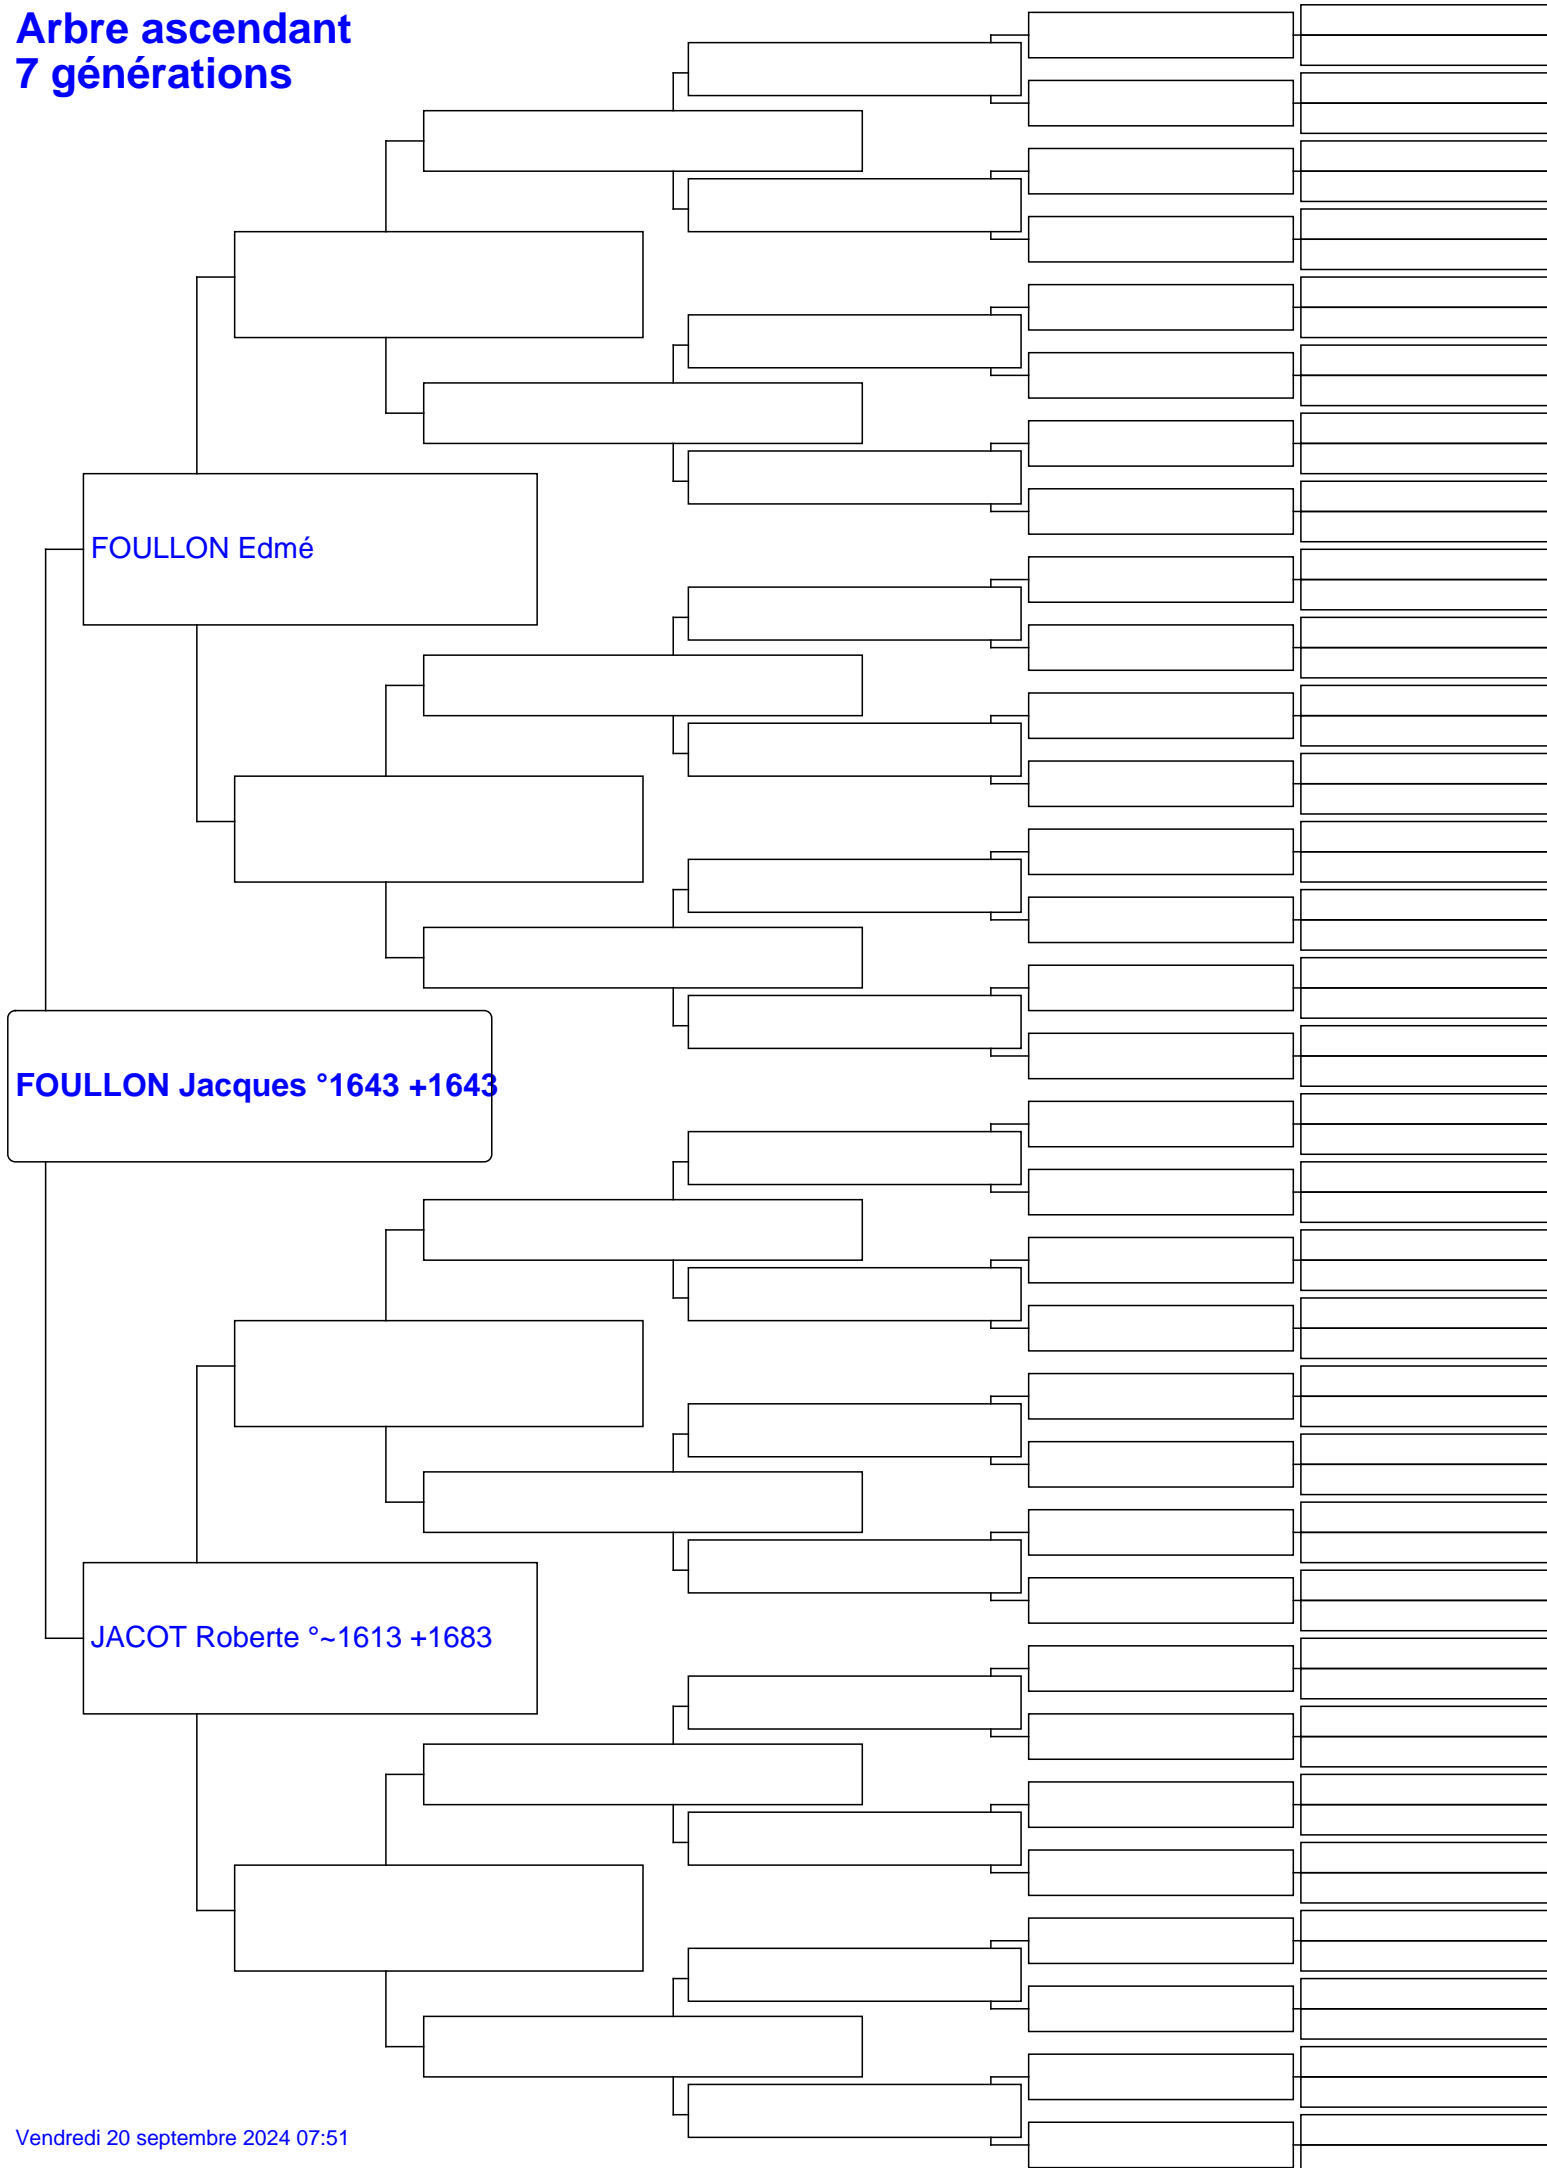 Arbre ascendant
7 générations
FOULLON Edmé
FOULLON Jacques °1643 +1643
JACOT Roberte °~1613 +1683
Vendredi 20 septembre 2024 07:51